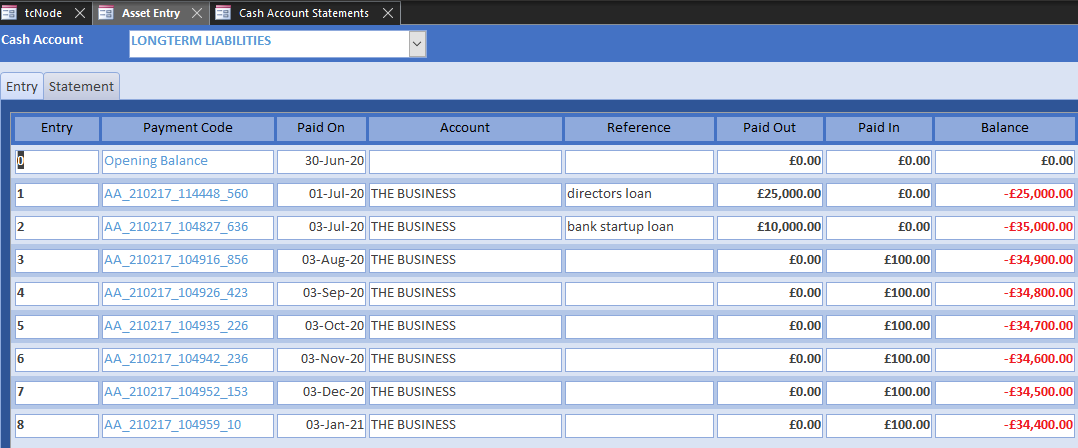 tcNode Asset Entry Cash Account Statements
Cash Account LONGTERM LIABILITIES
Entry Statement
Entry Payment Code Paid On Account Reference Paid Out Paid In Balance
0 Opening Balance 30-Jun-20 £0.00 £0.00 £0.00
1 AA_210217_114448_560 01-Jul-20 THE BUSINESS directors loan £25,000.00 £0.00 -£25,000.00
2 AA_210217_104827_636 03-Jul-20 THE BUSINESS bank startup loan £10,000.00 £0.00 -£35,000.00
3 AA_210217_104916_856 03-Aug-20 THE BUSINESS £0.00 £100.00 -£34,900.00
4 AA_210217_104926_423 03-Sep-20 THE BUSINESS £0.00 £100.00 -£34,800.00
5 AA_210217_104935_226 03-Oct-20 THE BUSINESS £0.00 £100.00 -£34,700.00
6 AA_210217_104942_236 03-Nov-20 THE BUSINESS £0.00 £100.00 -£34,600.00
7 AA_210217_104952_153 03-Dec-20 THE BUSINESS £0.00 £100.00 -£34,500.00
8 AA_210217_104959_10 03-Jan-21 THE BUSINESS £0.00 £100.00 -£34,400.00